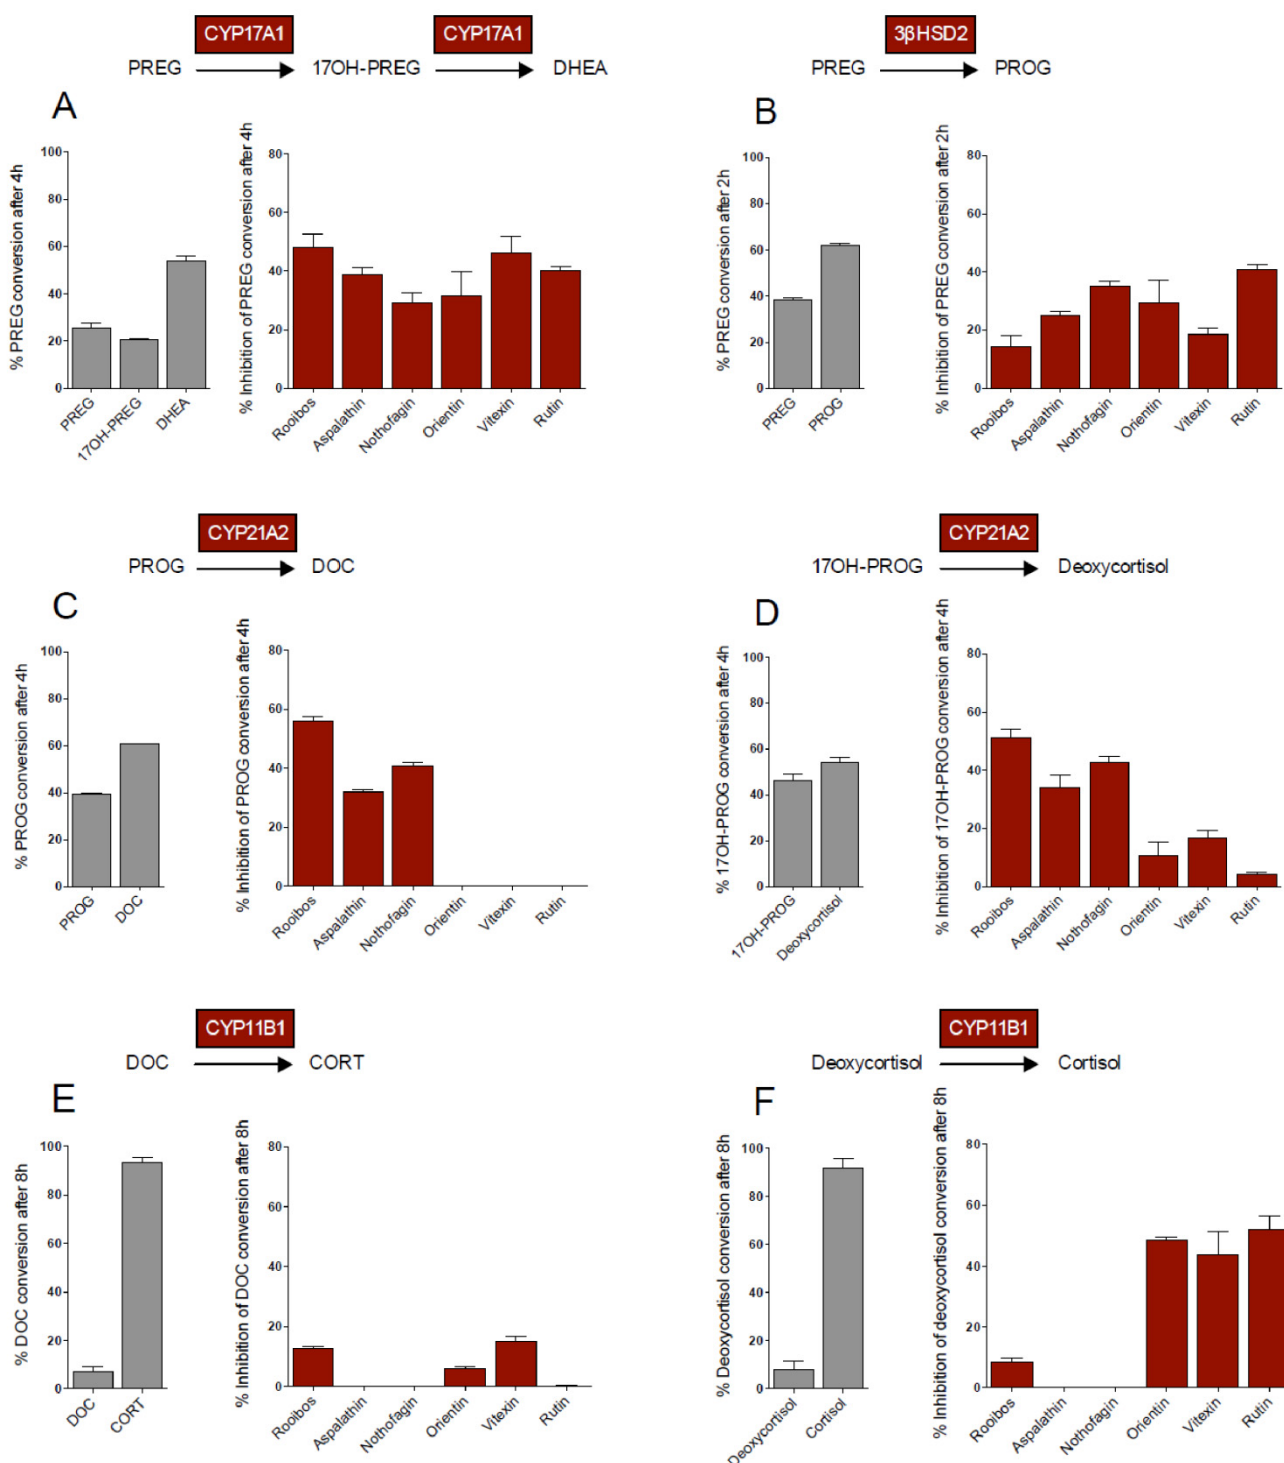 CYP17A1 CYP17A1
PREG 17OH-PREG DHEA
3βHSD2
PREG PROG
A
% PREG conversion after 4h
100
80
60
40
20
0
PREG
17OH-PREG
DHEA
% Inhibition of PREG conversion after 4h
80
60
40
20
0
Rooibos
Aspalathin
Nothofagin
Orientin
Vitexin
Rutin
B
% PREG conversion after 2h
100
80
60
40
20
0
PREG
PROG
% Inhibition of PREG conversion after 2h
80
60
40
20
0
Rooibos
Aspalathin
Nothofagin
Orientin
Vitexin
Rutin
CYP21A2
PROG DOC
C
% PROG conversion after 4h
100
80
60
40
20
0
PROG
DOC
% Inhibition of PROG conversion after 4h
80
60
40
20
0
Rooibos
Aspalathin
Nothofagin
Orientin
Vitexin
Rutin
CYP21A2
17OH-PROG Deoxycortisol
D
% 17OH-PROG conversion after 4h
100
80
60
40
20
0
17OH-PROG
Deoxycortisol
% Inhibition of 17OH-PROG conversion after 4h
80
60
40
20
0
Rooibos
Aspalathin
Nothofagin
Orientin
Vitexin
Rutin
CYP11B1
DOC CORT
E
% DOC conversion after 8h
100
80
60
40
20
0
DOC
CORT
% Inhibition of DOC conversion after 8h
80
60
40
20
0
Rooibos
Aspalathin
Nothofagin
Orientin
Vitexin
Rutin
CYP11B1
Deoxycortisol Cortisol
F
% Deoxycortisol conversion after 8h
100
80
60
40
20
0
Deoxycortisol
Cortisol
% Inhibition of deoxycortisol conversion after 8h
80
60
40
20
0
Rooibos
Aspalathin
Nothofagin
Orientin
Vitexin
Rutin